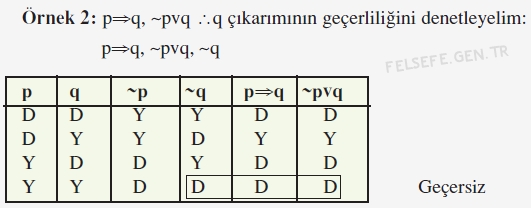 Örnek 2: p⇒q, ~pvq ∴q çıkarımının geçerliliğini denetleyelim:
p⇒q, ~pvq, ~q
FELSEFE.GEN.TR
p q ~p ~q p⇒q ~pvq
D D Y Y D D
D Y Y D Y Y
Y D D Y D D
Y Y D D D D Geçersiz